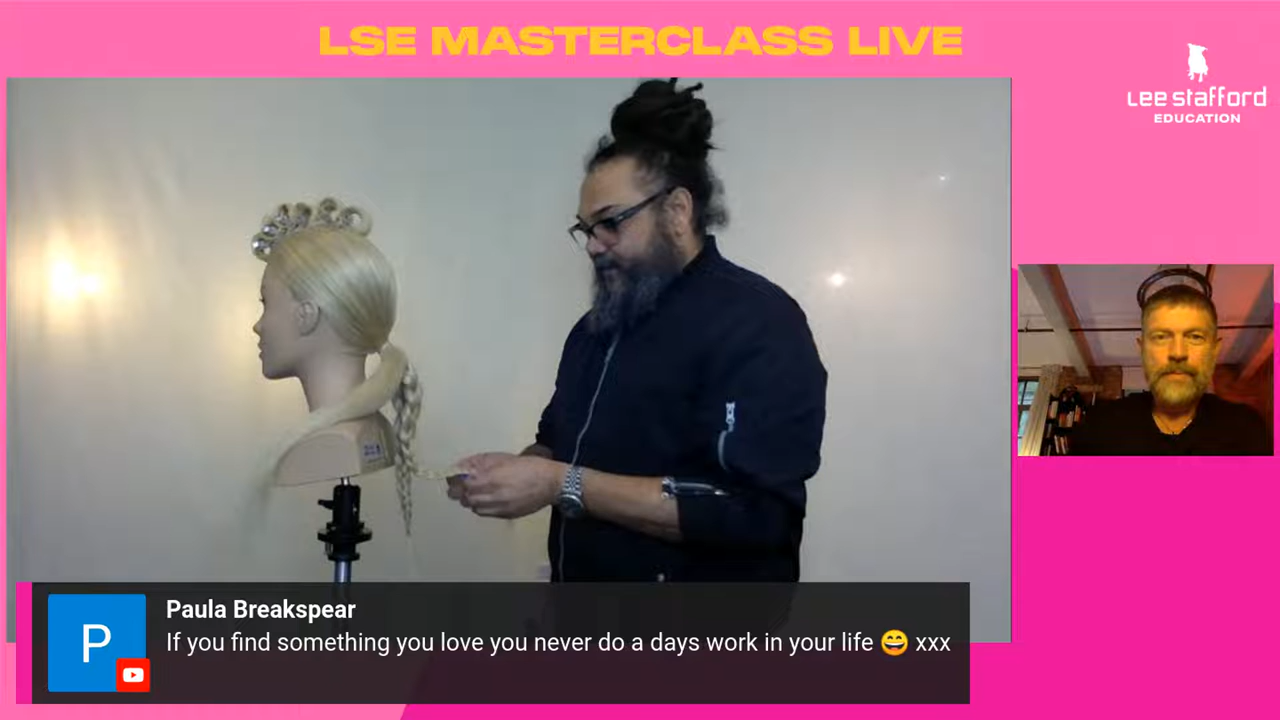 LSE MASTERCLASS LIVE
Lee Stafford
EDUCATION
P
Paula Breakspear
If you find something you love you never do a days work in your life 😄 xxx